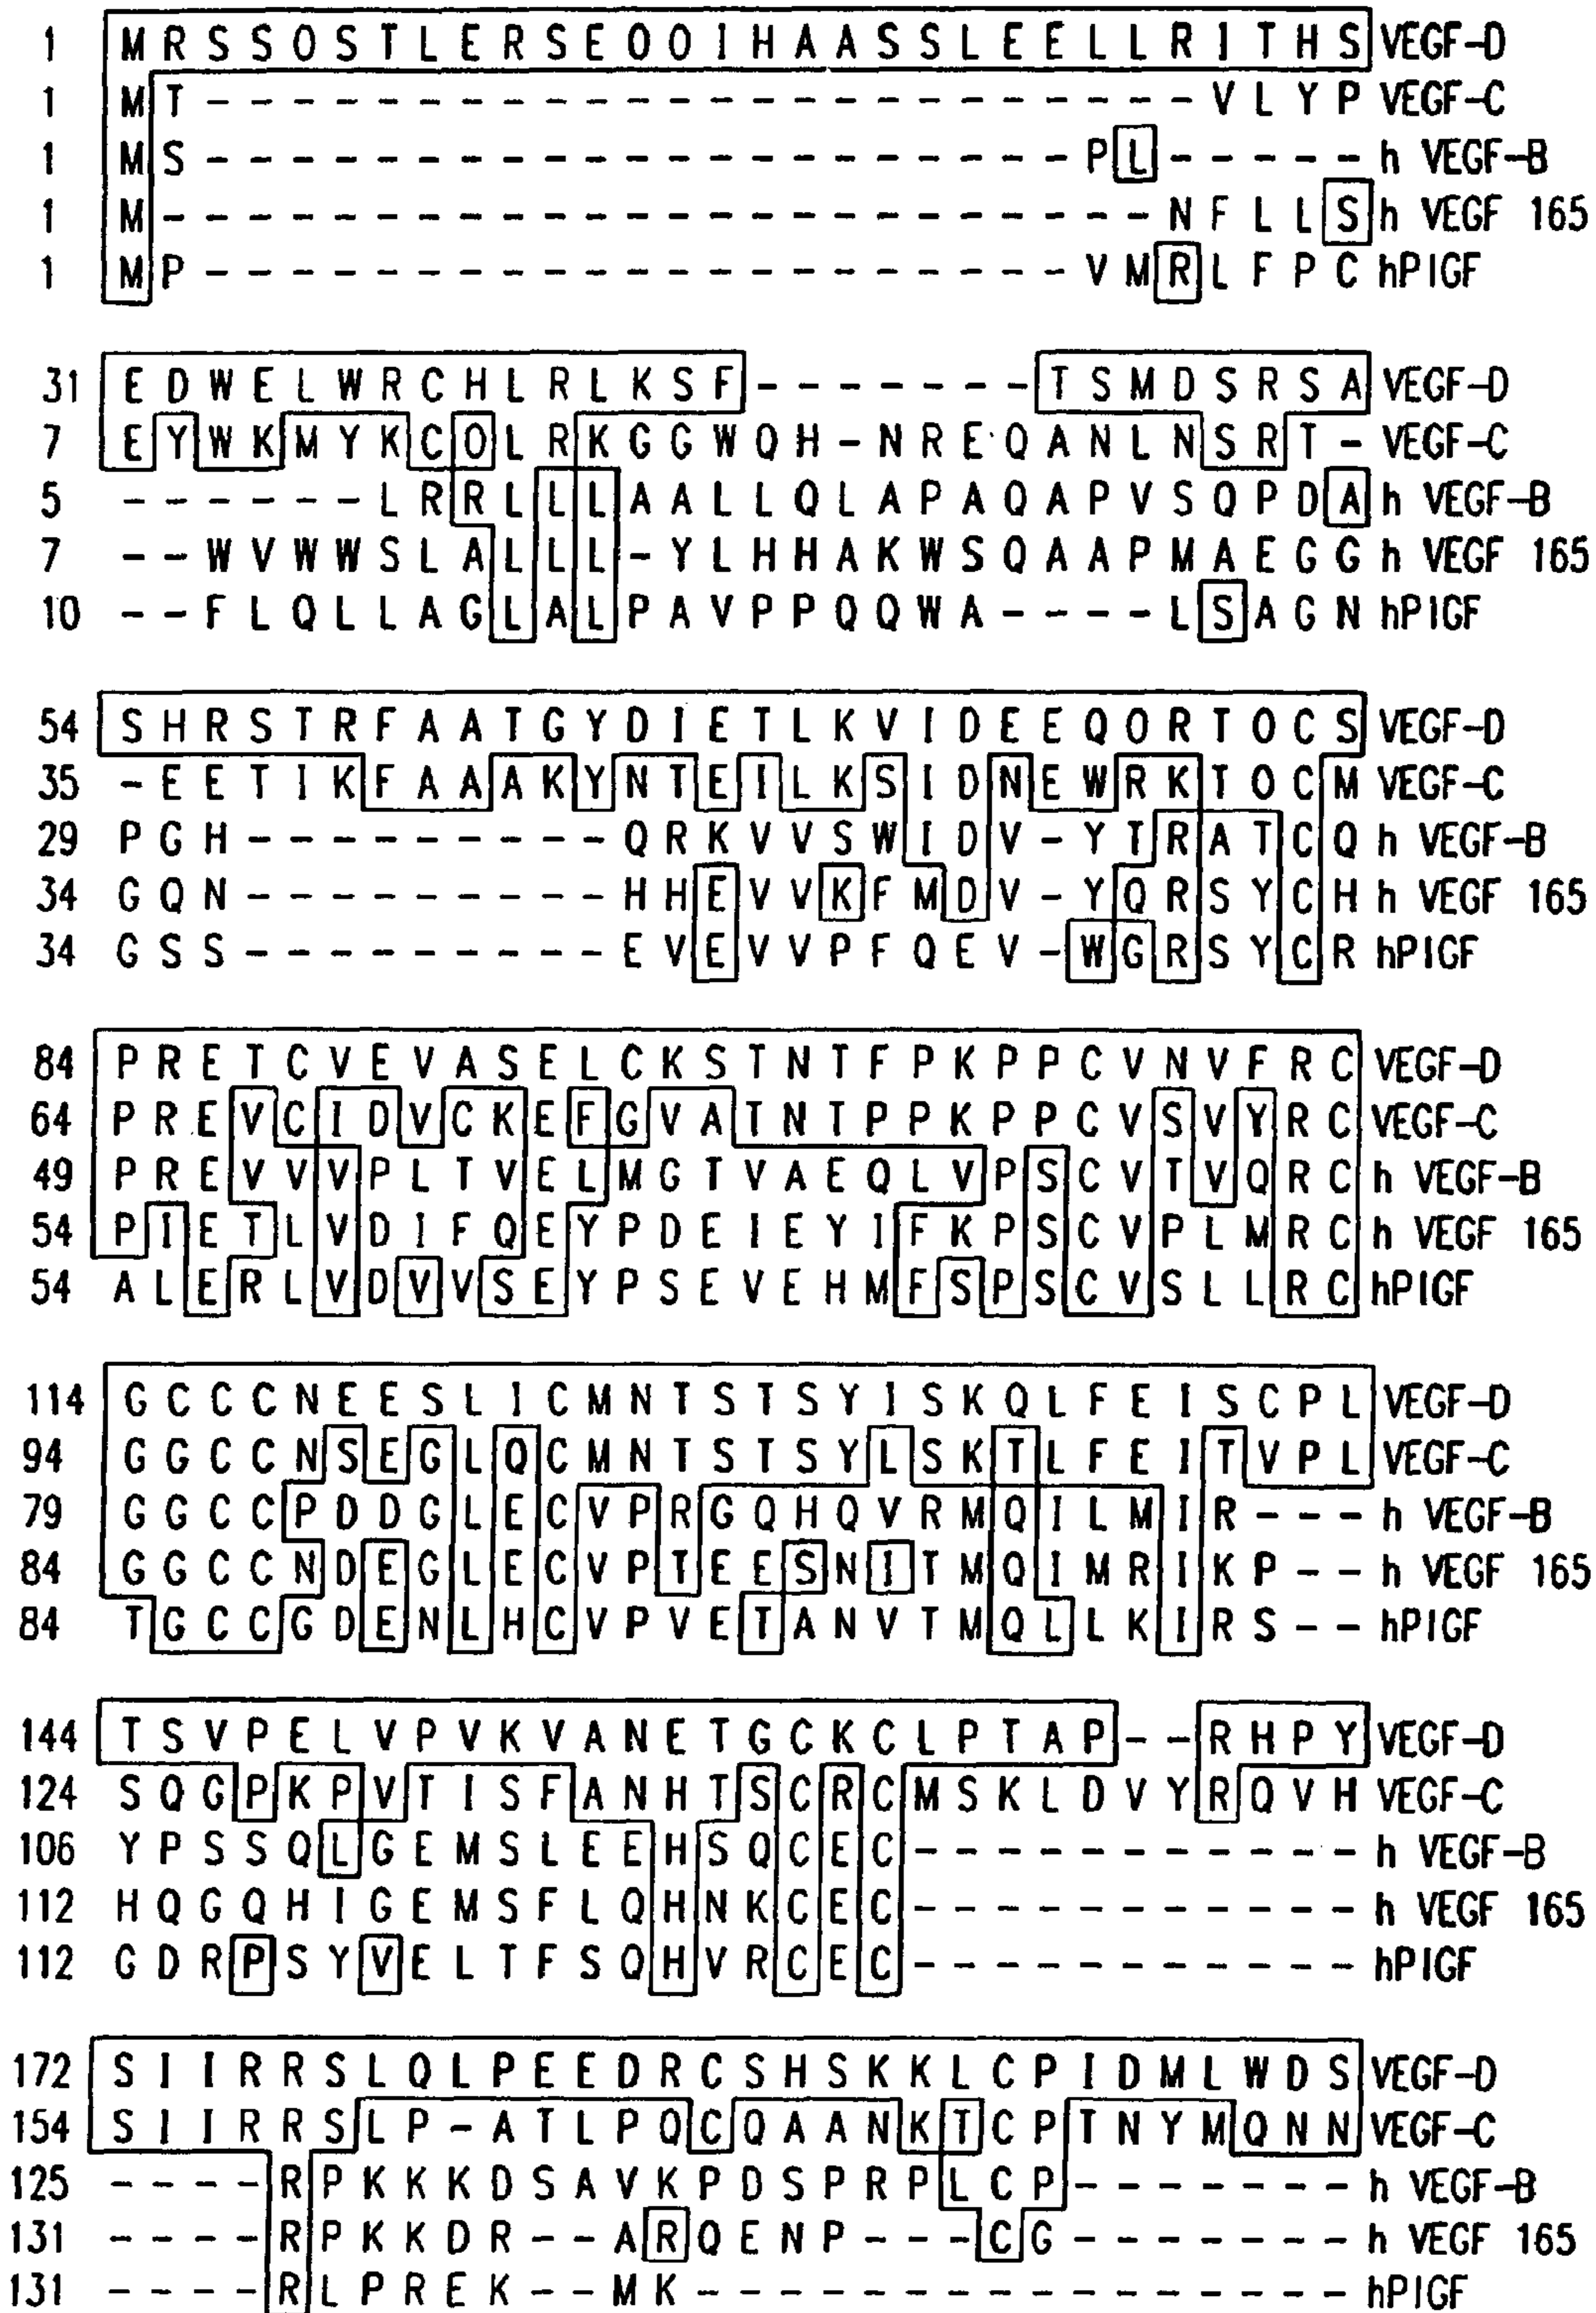 1 M R S S O S T L E R S E O O I H A A S S L E E L L R I T H S VEGF-D
1 M T - - - - - - - - - - - - - - - - - - - - - - - - V L Y P VEGF-C
1 M S - - - - - - - - - - - - - - - - - - - - - P L - - - - - h VEGF-B
1 M - - - - - - - - - - - - - - - - - - - - - - - - N F L L S h VEGF 165
1 M P - - - - - - - - - - - - - - - - - - - - - V M R L F P C hPIGF
31 E D W E L W R C H L R L K S F - - - - - - - T S M D S R S A VEGF-D
7 E Y W K M Y K C O L R K G G W Q H - N R E Q A N L N S R T - VEGF-C
5 - - - - - - L R R L L L A A L L Q L A P A Q A P V S Q P D A h VEGF-B
7 - - W V W W S L A L L L - Y L H H A K W S Q A A P M A E G G h VEGF 165
10 - - F L Q L L A G L A L P A V P P Q Q W A - - - - L S A G N hPIGF
54 S H R S T R F A A T G Y D I E T L K V I D E E Q O R T O C S VEGF-D
35 - E E T I K F A A A K Y N T E I L K S I D N E W R K T O C M VEGF-C
29 P G H - - - - - - - - - Q R K V V S W I D V - Y T R A T C Q h VEGF-B
34 G Q N - - - - - - - - - H H E V V K F M D V - Y Q R S Y C H h VEGF 165
34 G S S - - - - - - - - - E V E V V P F Q E V - W G R S Y C R hPIGF
84 P R E T C V E V A S E L C K S T N T F P K P P C V N V F R C VEGF-D
64 P R E V C I D V C K E F G V A T N T P P K P P C V S V Y R C VEGF-C
49 P R E V V V P L T V E L M G T V A E Q L V P S C V T V Q R C h VEGF-B
54 P I E T L V D I F Q E Y P D E I E Y I F K P S C V P L M R C h VEGF 165
54 A L E R L V D V V S E Y P S E V E H M F S P S C V S L L R C hPIGF
114 G C C C N E E S L I C M N T S T S Y I S K Q L F E I S C P L VEGF-D
94 G G C C N S E G L Q C M N T S T S Y L S K T L F E I T V P L VEGF-C
79 G G C C P D D G L E C V P R G Q H Q V R M Q I L M I R - - - h VEGF-B
84 G G C C N D E G L E C V P T E E S N I T M Q I M R I K P - - h VEGF 165
84 T G C C G D E N L H C V P V E T A N V T M Q L L K I R S - - hPIGF
144 T S V P E L V P V K V A N E T G C K C L P T A P - - R H P Y VEGF-D
124 S Q G P K P V T I S F A N H T S C R C M S K L D V Y R Q V H VEGF-C
106 Y P S S Q L G E M S L E E H S Q C E C - - - - - - - - - - - h VEGF-B
112 H Q G Q H I G E M S F L Q H N K C E C - - - - - - - - - - - h VEGF 165
112 G D R P S Y V E L T F S Q H V R C E C - - - - - - - - - - - hPIGF
172 S I I R R S L Q L P E E D R C S H S K K L C P I D M L W D S VEGF-D
154 S I I R R S L P - A T L P Q C Q A A N K T C P T N Y M Q N N VEGF-C
125 - - - - R P K K K D S A V K P D S P R P L C P - - - - - - - h VEGF-B
131 - - - - R P K K D R - - A R Q E N P - - - C G - - - - - - - h VEGF 165
131 - - - - R L P R E K - - M K - - - - - - - - - - - - - - - - hPIGF